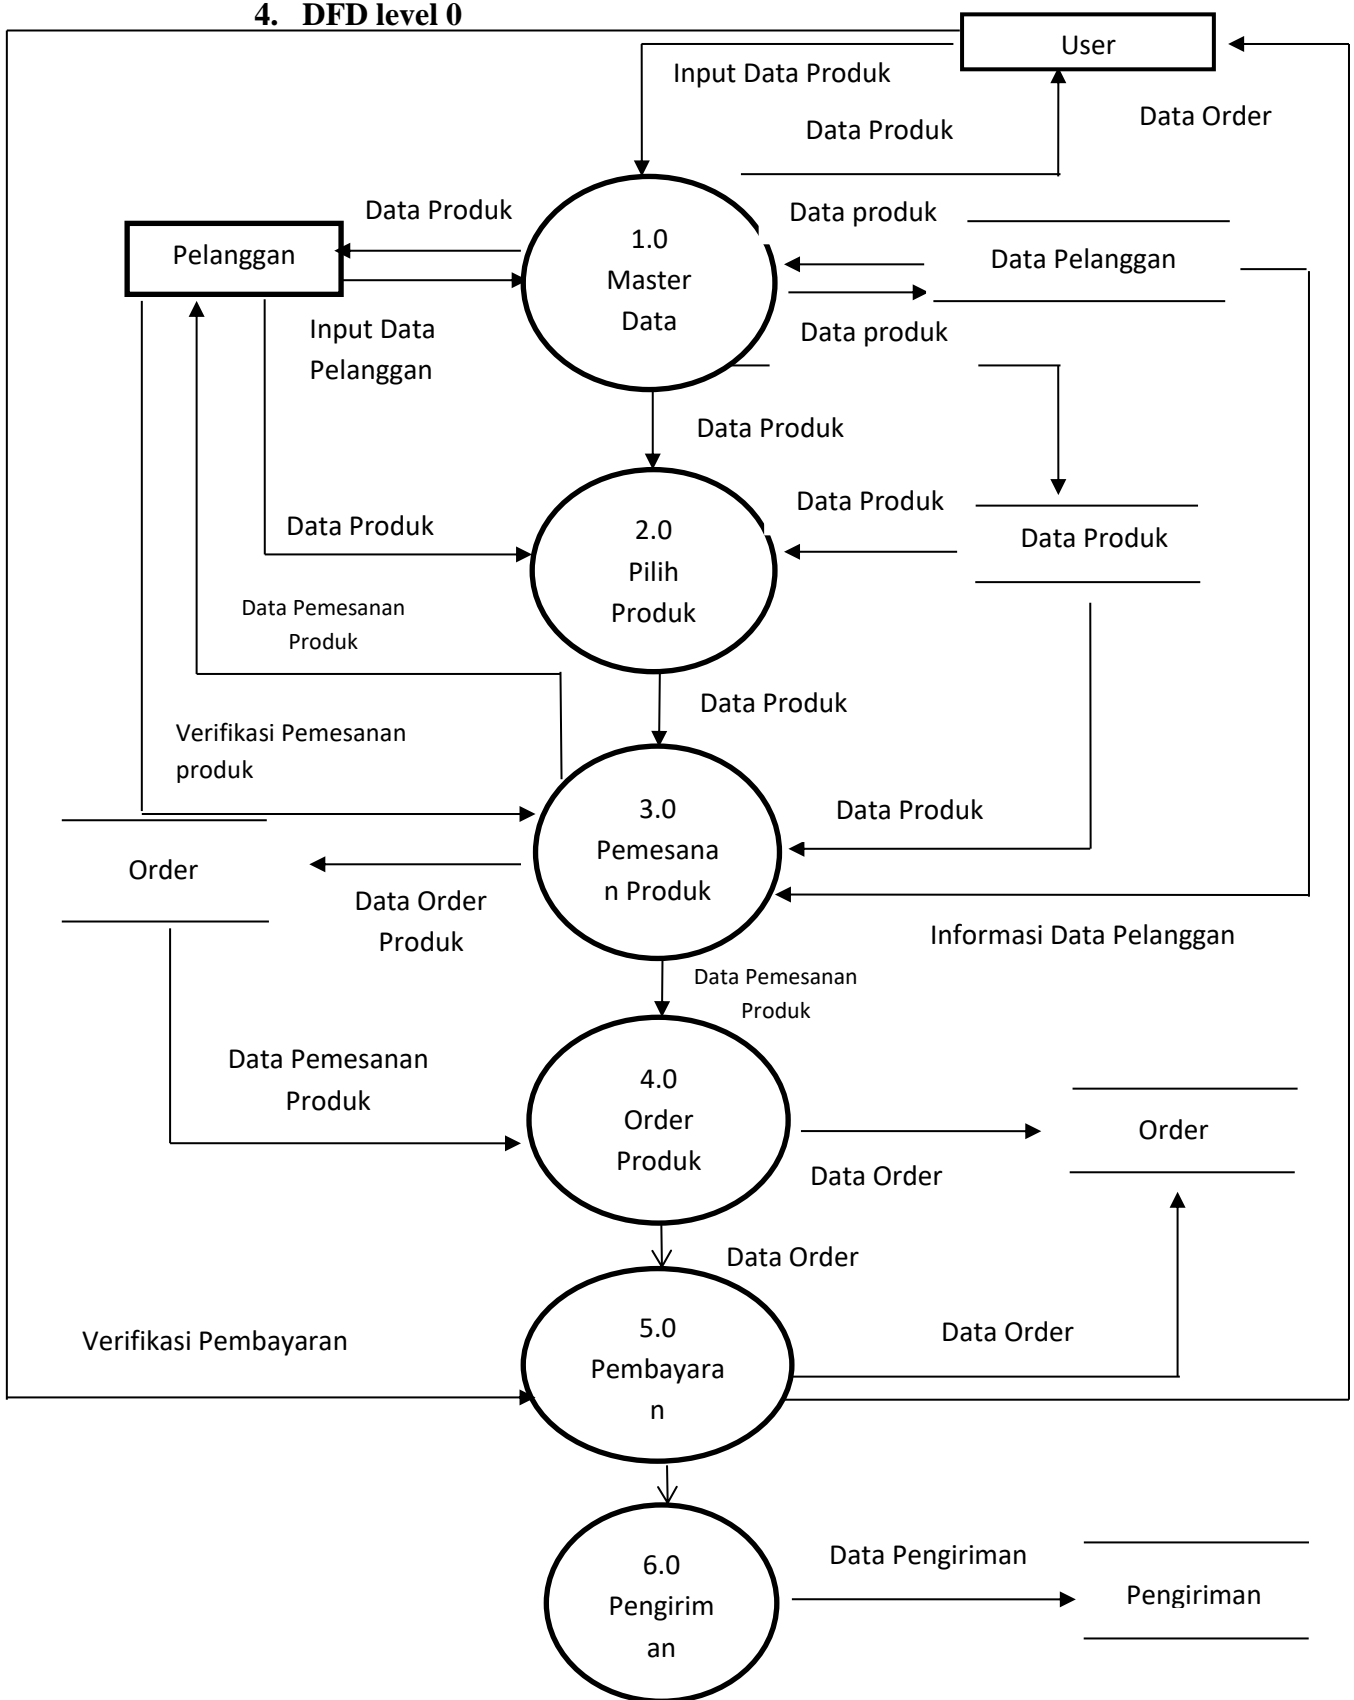 4. DFD level 0
User
Input Data Produk
Data Order
Data Produk
Data Produk
Data produk
Pelanggan
1.0
Master
Data
Data Pelanggan
Input Data
Pelanggan
Data produk
Data Produk
Data Produk
Data Produk
2.0
Pilih
Produk
Data Produk
Data Pemesanan
Produk
Data Produk
Verifikasi Pemesanan
produk
3.0
Pemesana
n Produk
Data Produk
Order
Data Order
Produk
Informasi Data Pelanggan
Data Pemesanan
Produk
Data Pemesanan
Produk
4.0
Order
Produk
Order
Data Order
Data Order
Verifikasi Pembayaran
5.0
Pembayara
n
Data Order
6.0
Pengirim
an
Data Pengiriman
Pengiriman